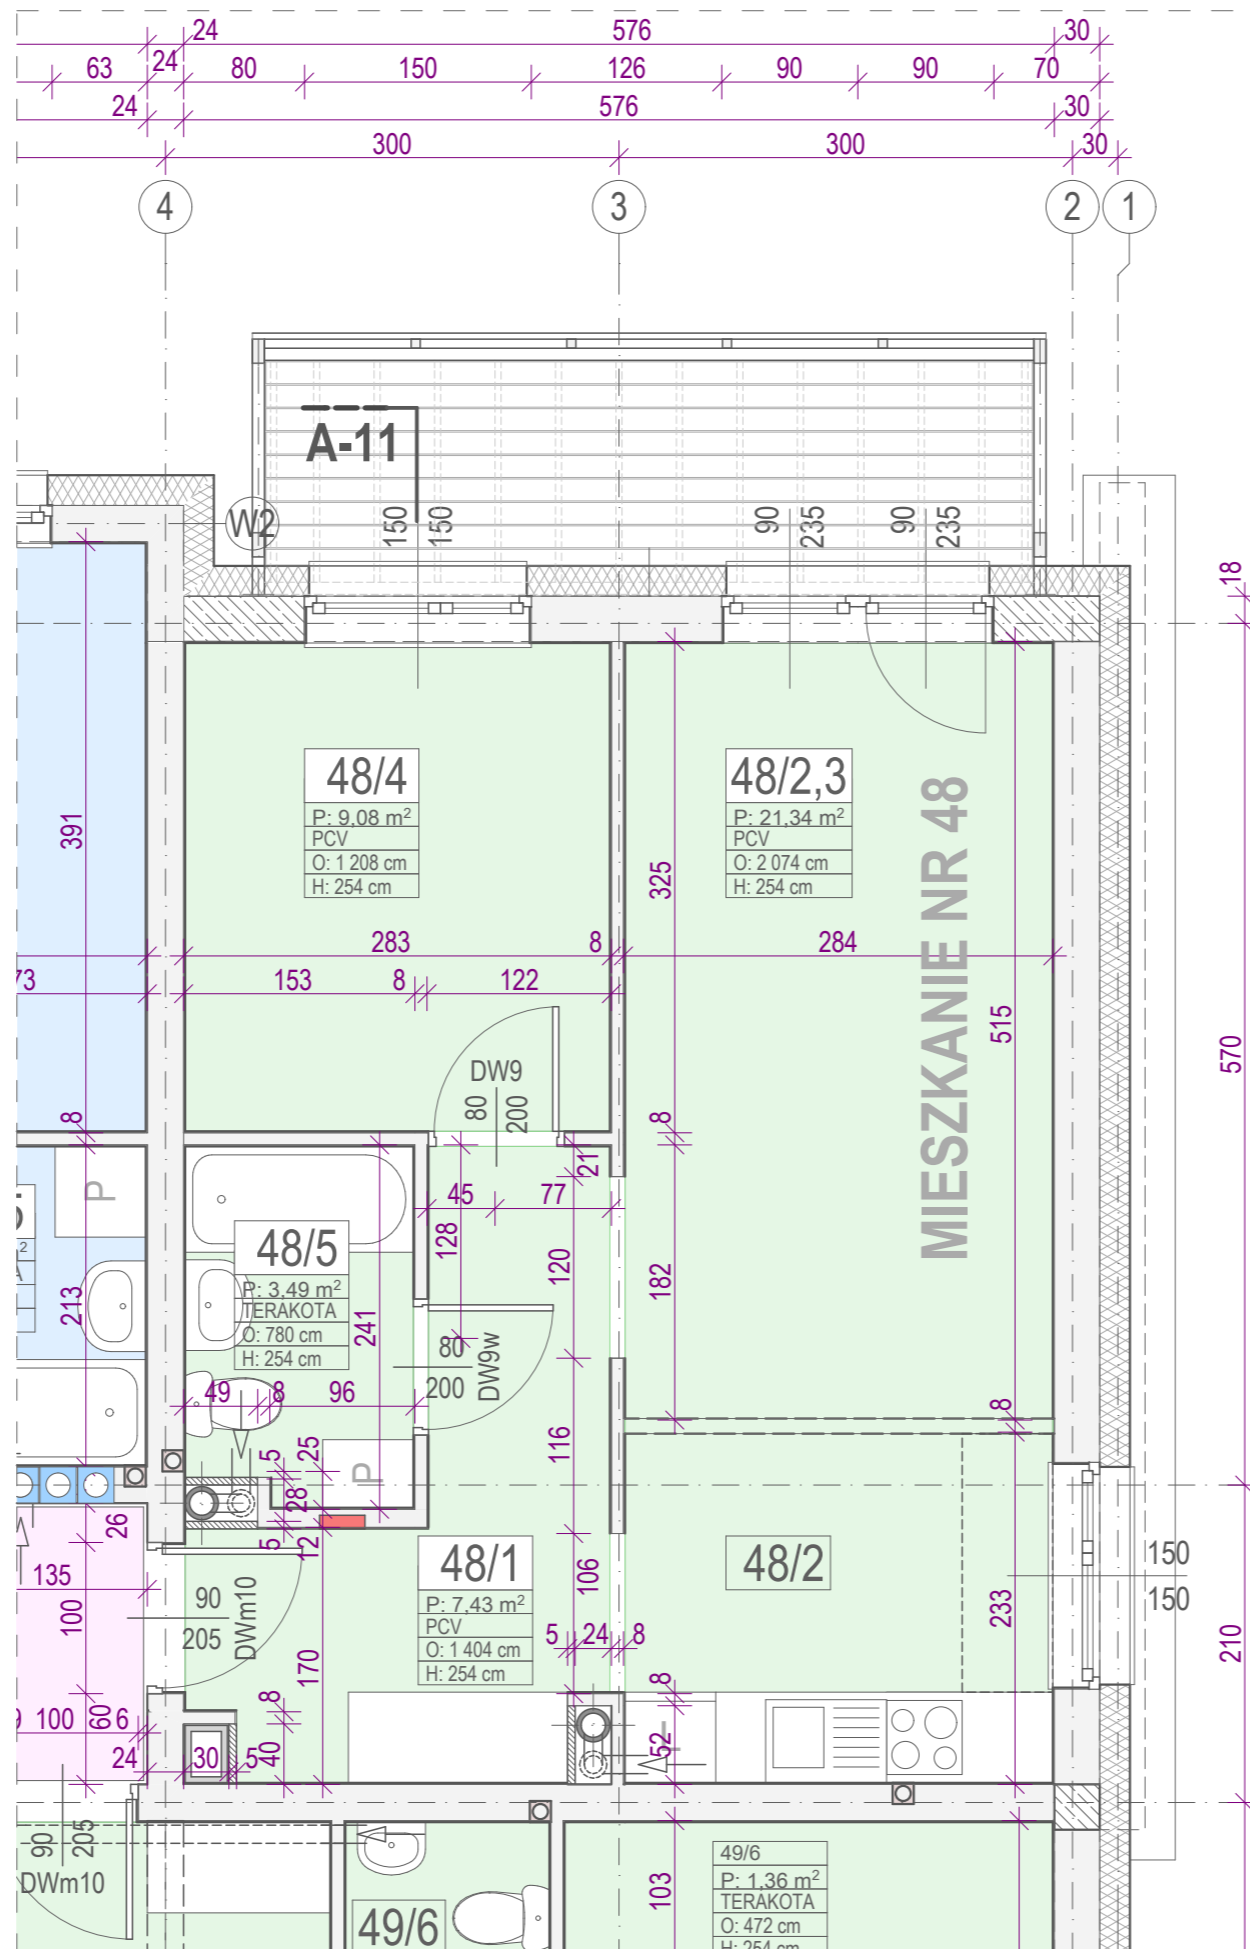 24 576 30
63 24 80 150 126 90 90 70
24 576 30
300 300 30
4 3 2 1
A-11
W2
150 150
90 235
90 235
18
48/4
P: 9,08 m²
PCV
O: 1 208 cm
H: 254 cm
48/2,3
P: 21,34 m²
PCV
O: 2 074 cm
H: 254 cm
MIESZKANIE NR 48
391
325
283 8 284
73 153 8 122
515
570
DW9
80 200
8
8
21
P
45 77
128
120
182
48/5
P: 3,49 m²
TERAKOTA
O: 780 cm
H: 254 cm
213
241
80
200
DW9w
49 8 96
8
116
5 25
P
28
5 12
26
135
100
90
205
DWm10
48/1
P: 7,43 m²
PCV
O: 1 404 cm
H: 254 cm
106
48/2
150
150
233
210
170
5 24 8
8
8
52
100 60 6
24 30 5 40
90 205
DWm10
49/6
P: 1,36 m²
TERAKOTA
O: 472 cm
H: 254 cm
103
49/6